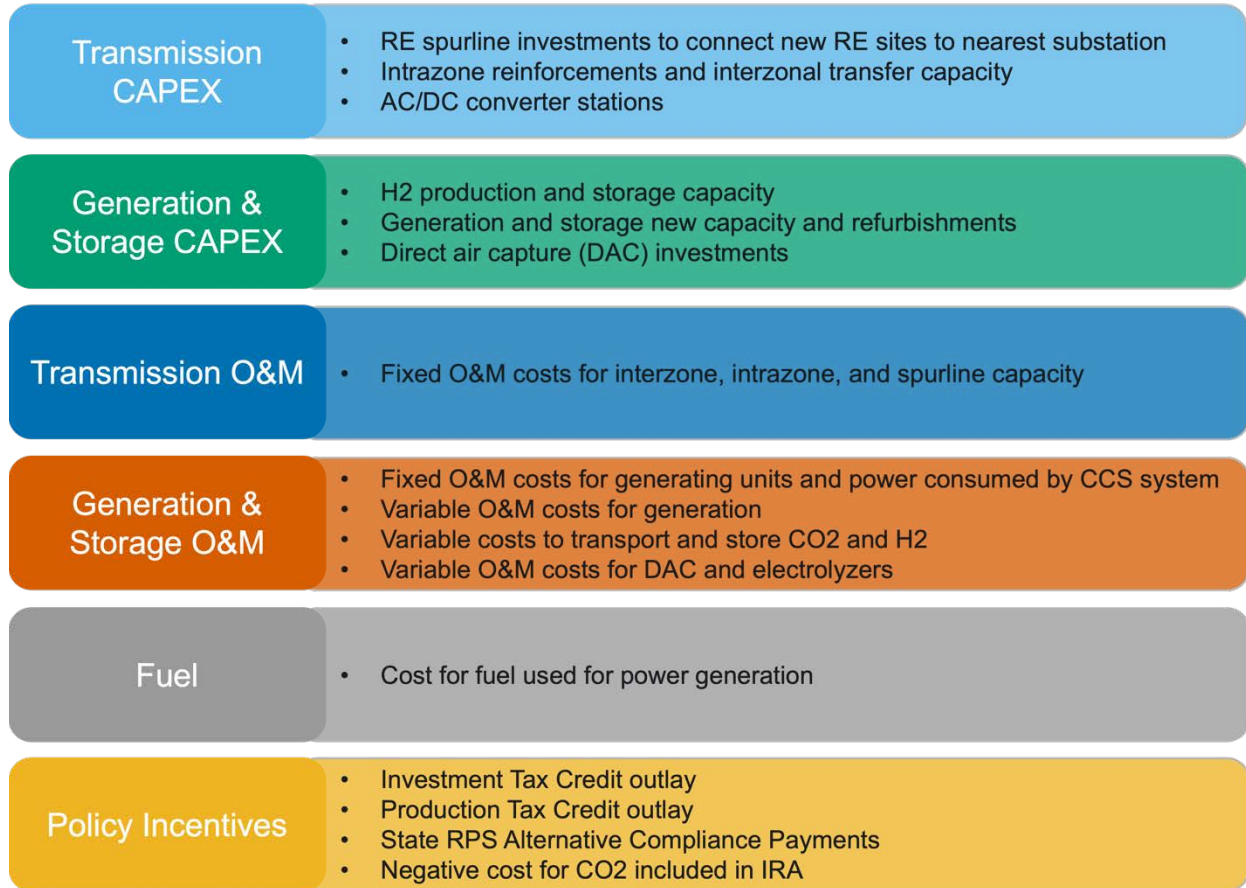 Transmission
CAPEX
• RE spurline investments to connect new RE sites to nearest substation
• Intrazone reinforcements and interzonal transfer capacity
• AC/DC converter stations
Generation &
Storage CAPEX
• H2 production and storage capacity
• Generation and storage new capacity and refurbishments
• Direct air capture (DAC) investments
Transmission O&M
• Fixed O&M costs for interzone, intrazone, and spurline capacity
Generation &
Storage O&M
• Fixed O&M costs for generating units and power consumed by CCS system
• Variable O&M costs for generation
• Variable costs to transport and store CO2 and H2
• Variable O&M costs for DAC and electrolyzers
Fuel
• Cost for fuel used for power generation
Policy Incentives
• Investment Tax Credit outlay
• Production Tax Credit outlay
• State RPS Alternative Compliance Payments
• Negative cost for CO2 included in IRA